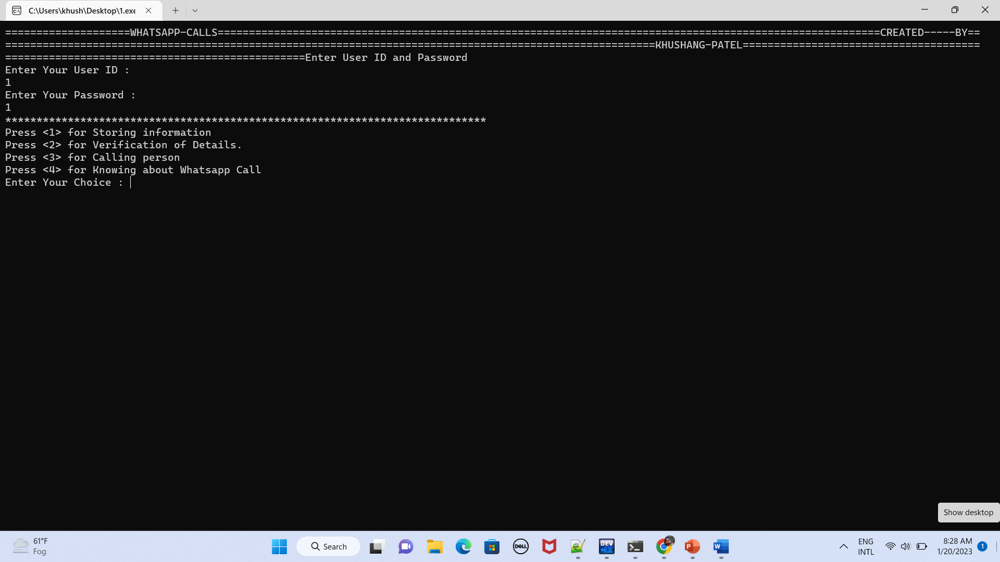 C:\Users\khush\Desktop\1.exe
====================WHATSAPP-CALLS==========================================================================================================CREATED-----BY==
========================================================================================================KHUSHANG-PATEL======================================
================================================Enter User ID and Password
Enter Your User ID :
1
Enter Your Password :
1
*****************************************************************************
Press <1> for Storing information
Press <2> for Verification of Details.
Press <3> for Calling person
Press <4> for Knowing about Whatsapp Call
Enter Your Choice :
Show desktop
61°F
Fog
Search
DELL
DEV
C++
P
W
ENG
INTL
8:28 AM
1/20/2023
1